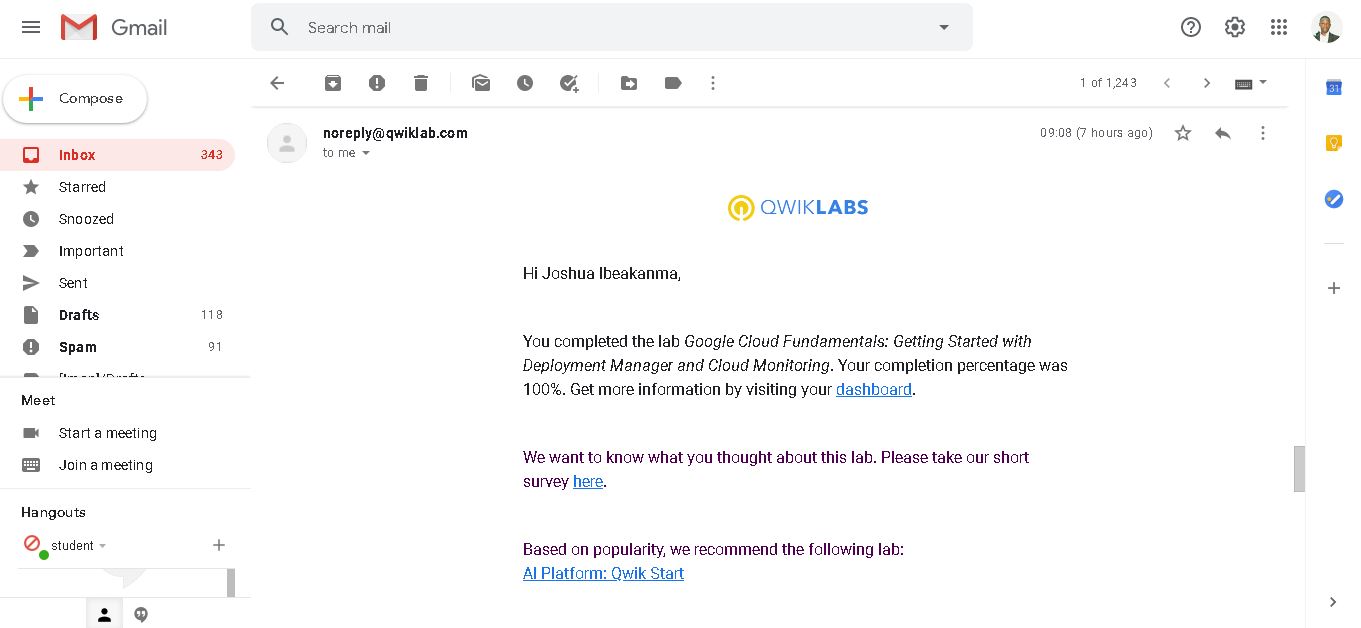 Gmail
Search mail
Compose
1 of 1,243
31
Inbox 343
Starred
Snoozed
Important
Sent
Drafts 118
Spam 91
Meet
Start a meeting
Join a meeting
Hangouts
student
noreply@qwiklab.com
to me
09:08 (7 hours ago)
QWIKLABS
Hi Joshua Ibeakanma,
You completed the lab Google Cloud Fundamentals: Getting Started with
Deployment Manager and Cloud Monitoring. Your completion percentage was
100%. Get more information by visiting your dashboard.
We want to know what you thought about this lab. Please take our short
survey here.
Based on popularity, we recommend the following lab:
AI Platform: Qwik Start